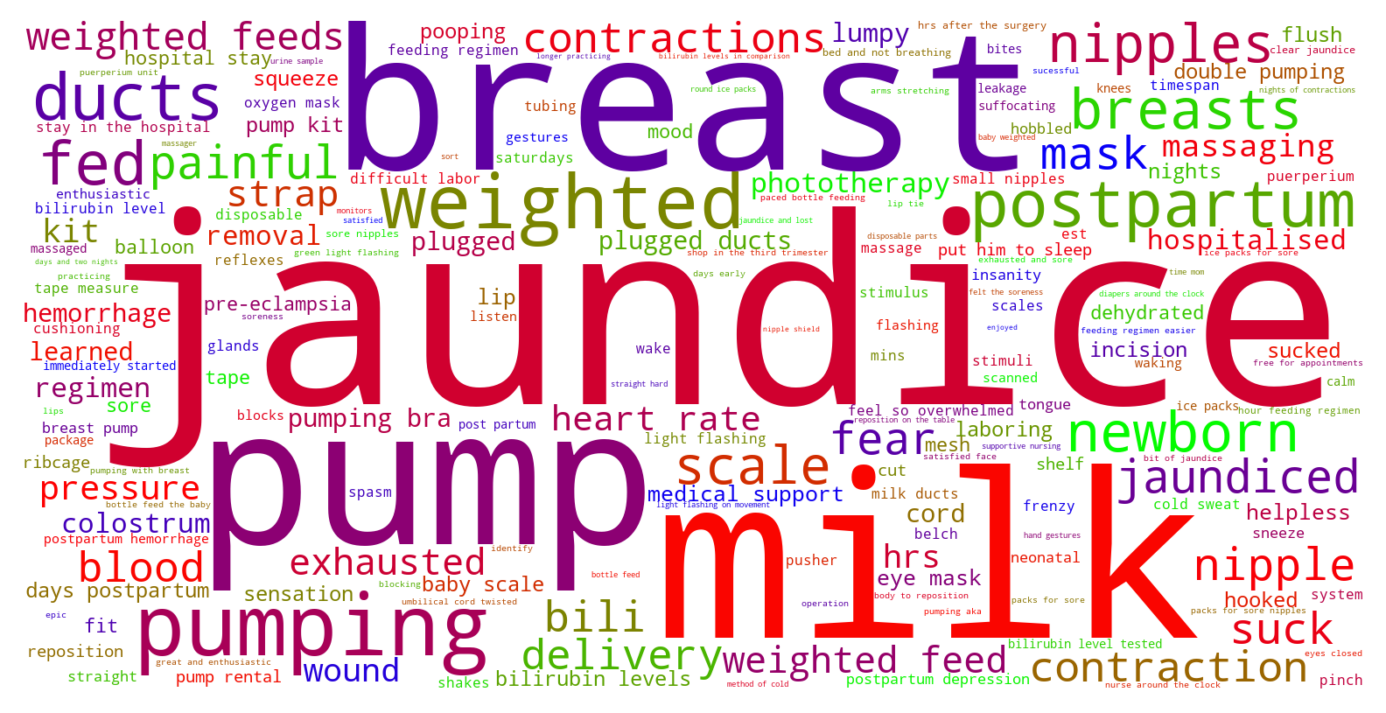 weighted feeds
pooping
contractions
lumpy
hrs after the surgery
nipples
flush
hospital stay
urine sample
feeding regimen
longer practicing
bilirubin levels in comparison
bed and not breathing
bites
clear jaundice
puerperium unit
squeeze
breast
sucessful
double pumping
ducts
oxygen mask
round ice packs
arms stretching
leakage
timespan
knees
nights of contractions
tubing
suffocating
breasts
stay in the hospital
pump kit
gestures
mood
baby weighted
hobbled
massager
fed
painful
sort
saturdays
mask
massaging
difficult labor
weighted
phototherapy
small nipples
nights
puerperium
enthusiastic
strap
paced bottle feeding
lip tie
postpartum
bilirubin level
disposable
monitors
satisfied
jaundice and lost
kit
removal
sore nipples
plugged
plugged ducts
disposable parts
est
hospitalised
massaged
balloon
green light flashing
shop in the third trimester
massage
put him to sleep
ice packs for sore
days and two nights
reflexes
exhausted and sore
practicing
days early
insanity
time mom
tape measure
jaundice
pre-eclampsia
lip
stimulus
scales
diapers around the clock
hemorrhage
soreness
listen
felt the soreness
dehydrated
cushioning
nipple shield
flashing
enjoyed
feeding regimen easier
learned
glands
wake
mins
stimuli
incision
sucked
immediately started
waking
free for appointments
regimen
tape
straight hard
scanned
calm
lips
sore
blocks
pumping bra
post partum
heart rate
feel so overwhelmed
tongue
ice packs
hour feeding regimen
breast pump
reposition on the table
package
light flashing
fear
mesh
laboring
supportive nursing
newborn
ribcage
pump
satisfied face
bit of jaundice
pumping with breast
scale
cut
shelf
jaundiced
pressure
spasm
medical support
milk ducts
bottle feed the baby
light flashing on movement
milk
cord
frenzy
cold sweat
helpless
colostrum
belch
hand gestures
sneeze
postpartum hemorrhage
identify
blood
exhausted
pusher
hrs
neonatal
nipple
bottle feed
eye mask
days postpartum
sensation
blocking
baby scale
body to reposition
packs for sore
hooked
system
umbilical cord twisted
operation
pumping aka
packs for sore nipples
epic
pumping
bili
suck
fit
delivery
bilirubin level tested
reposition
great and enthusiastic
wound
weighted feed
contraction
eyes closed
straight
pump rental
shakes
bilirubin levels
method of cold
postpartum depression
nurse around the clock
pinch